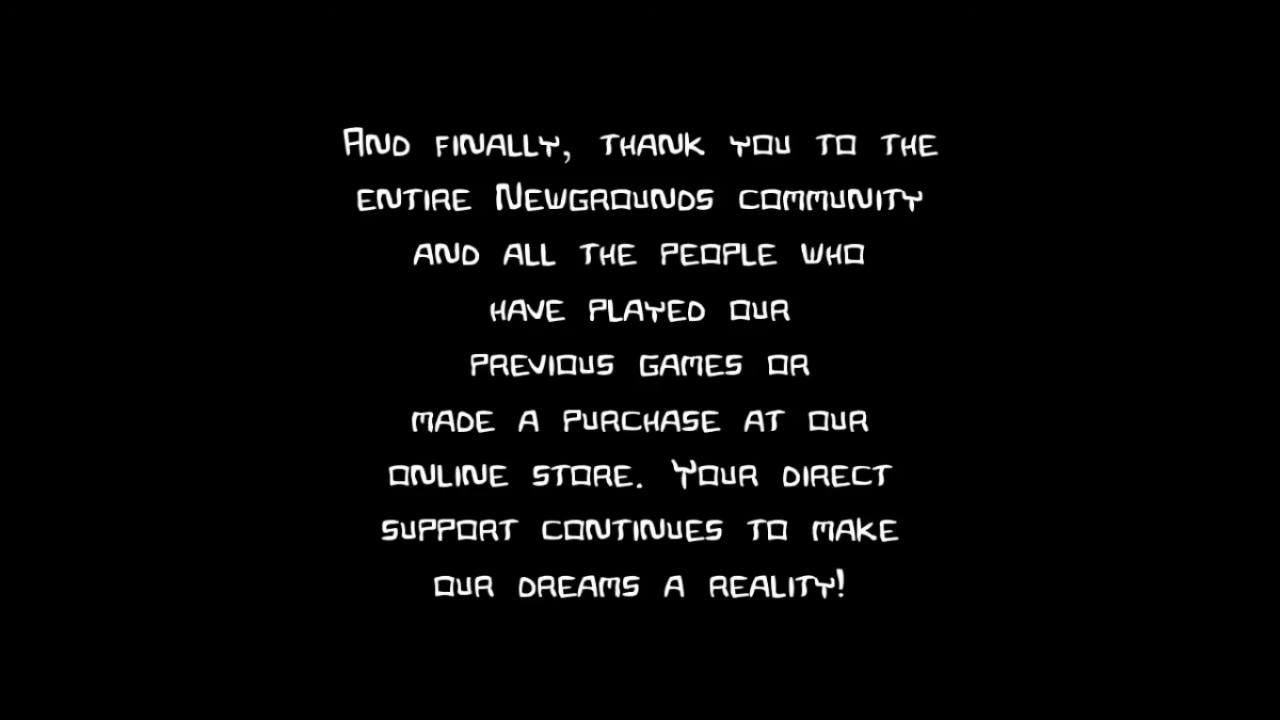 And finally, thank you to the
entire Newgrounds community
and all the people who
have played our
previous games or
made a purchase at our
online store. Your direct
support continues to make
our dreams a reality!